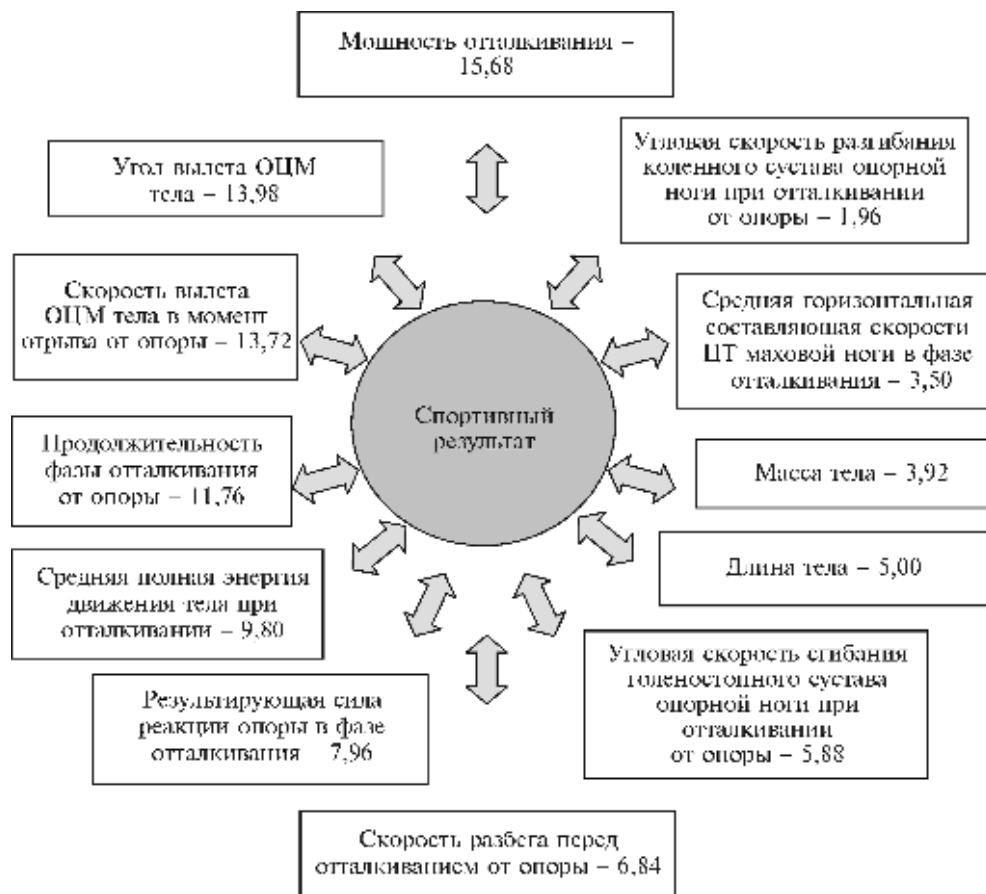 Мощность отталкивания –
15,68
Угол вылета ОЦМ
тела – 13,98
Угловая скорость разгибания
коленного сустава опорной
ноги при отталкивании
от опоры – 1,96
Скорость вылета
ОЦМ тела в момент
отрыва от опоры – 13,72
Средняя горизонтальная
составляющая скорости
ЦТ маховой ноги в фазе
отталкивания – 3,50
Спортивный
результат
Продолжительность
фазы отталкивания
от опоры – 11,76
Масса тела – 3,92
Средняя полная энергия
движения тела при
отталкивании – 9,80
Длина тела – 5,00
Результирующая сила
реакции опоры в фазе
отталкивания 7,96
Угловая скорость сгибания
голеностопного сустава
опорной ноги при
отталкивании
от опоры – 5,88
Скорость разбега перед
отталкиванием от опоры – 6,84